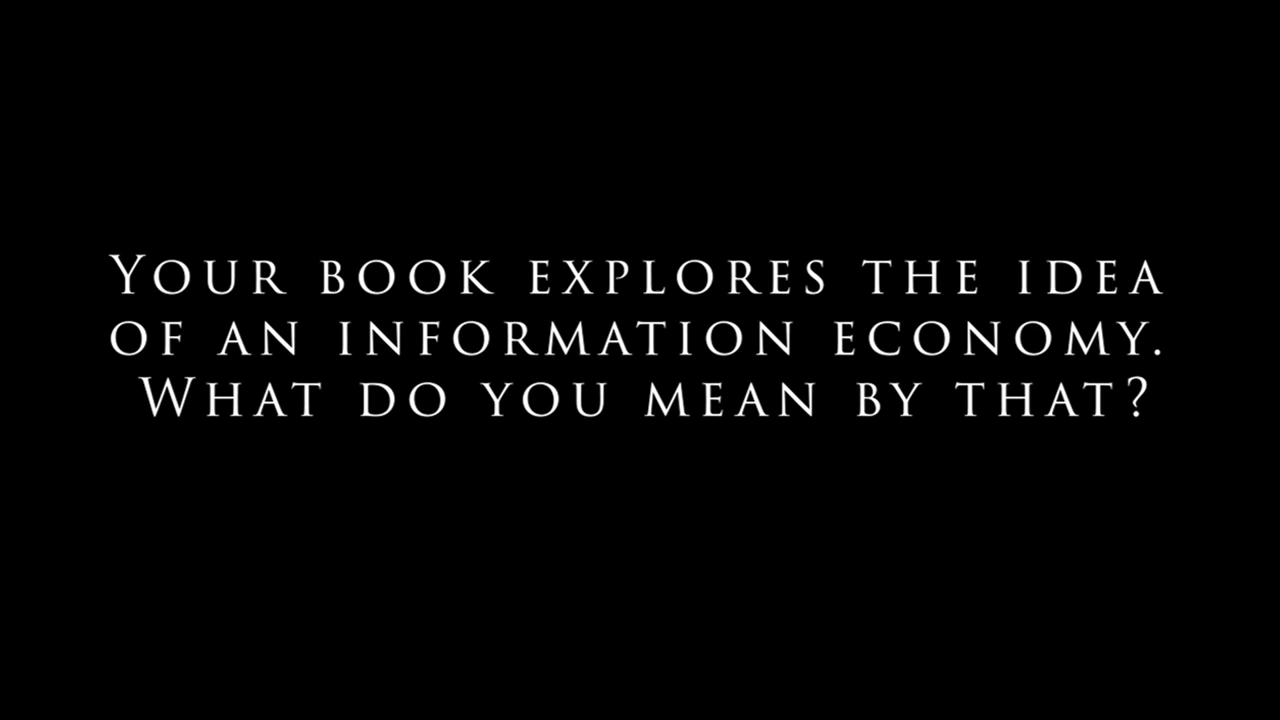 Your book explores the idea
of an information economy.
What do you mean by that?